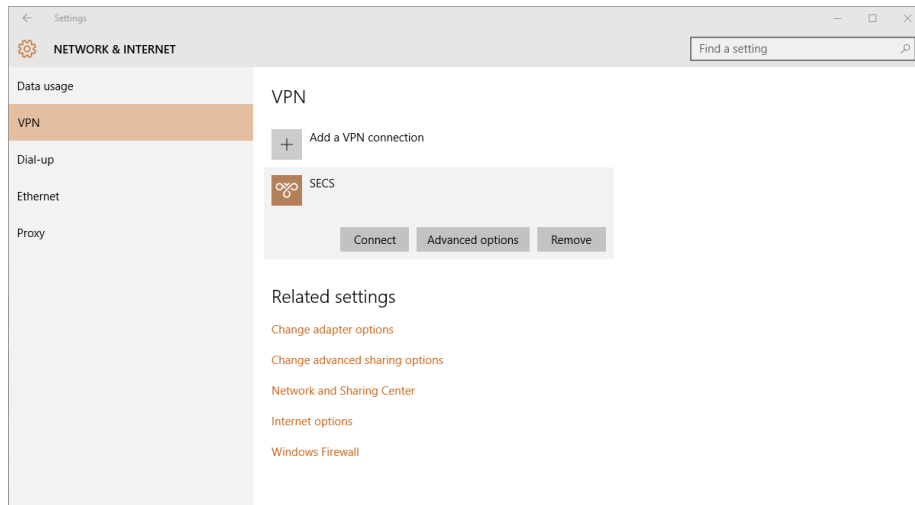 Settings
NETWORK & INTERNET
Find a setting
Data usage
VPN
Dial-up
Ethernet
Proxy
VPN
Add a VPN connection
SECS
Connect
Advanced options
Remove
Related settings
Change adapter options
Change advanced sharing options
Network and Sharing Center
Internet options
Windows Firewall